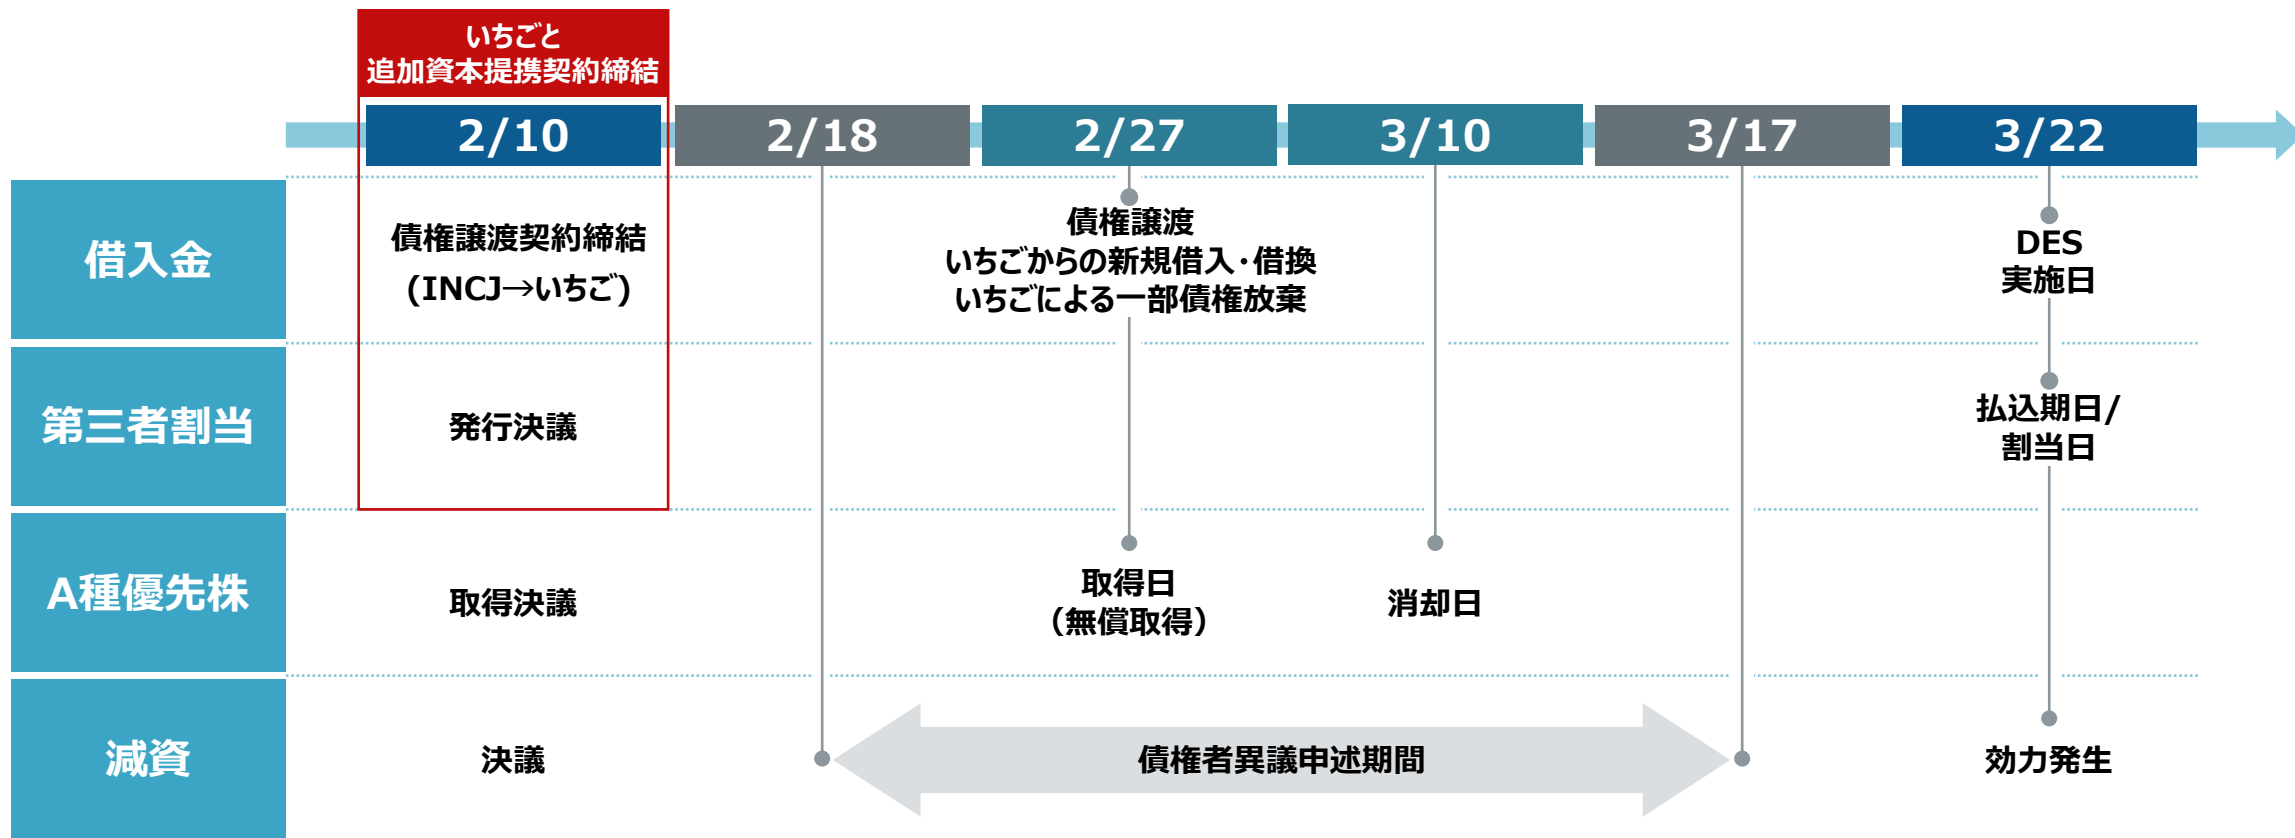 いちごと
追加資本提携契約締結
2/10
2/18
2/27
3/10
3/17
3/22
借入金
債権譲渡契約締結
(INCJ→いちご)
債権譲渡
いちごからの新規借入・借換
いちごによる一部債権放棄
DES
実施日
第三者割当
発行決議
払込期日/
割当日
A種優先株
取得決議
取得日
（無償取得）
消却日
減資
決議
債権者異議申述期間
効力発生